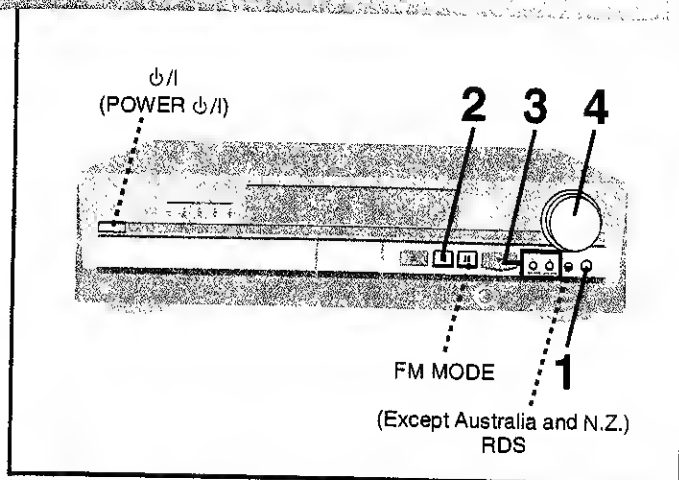 ⏻/I
(POWER ⏻/I)
2 3 4
FM MODE
1
(Except Australia and N.Z.)
RDS